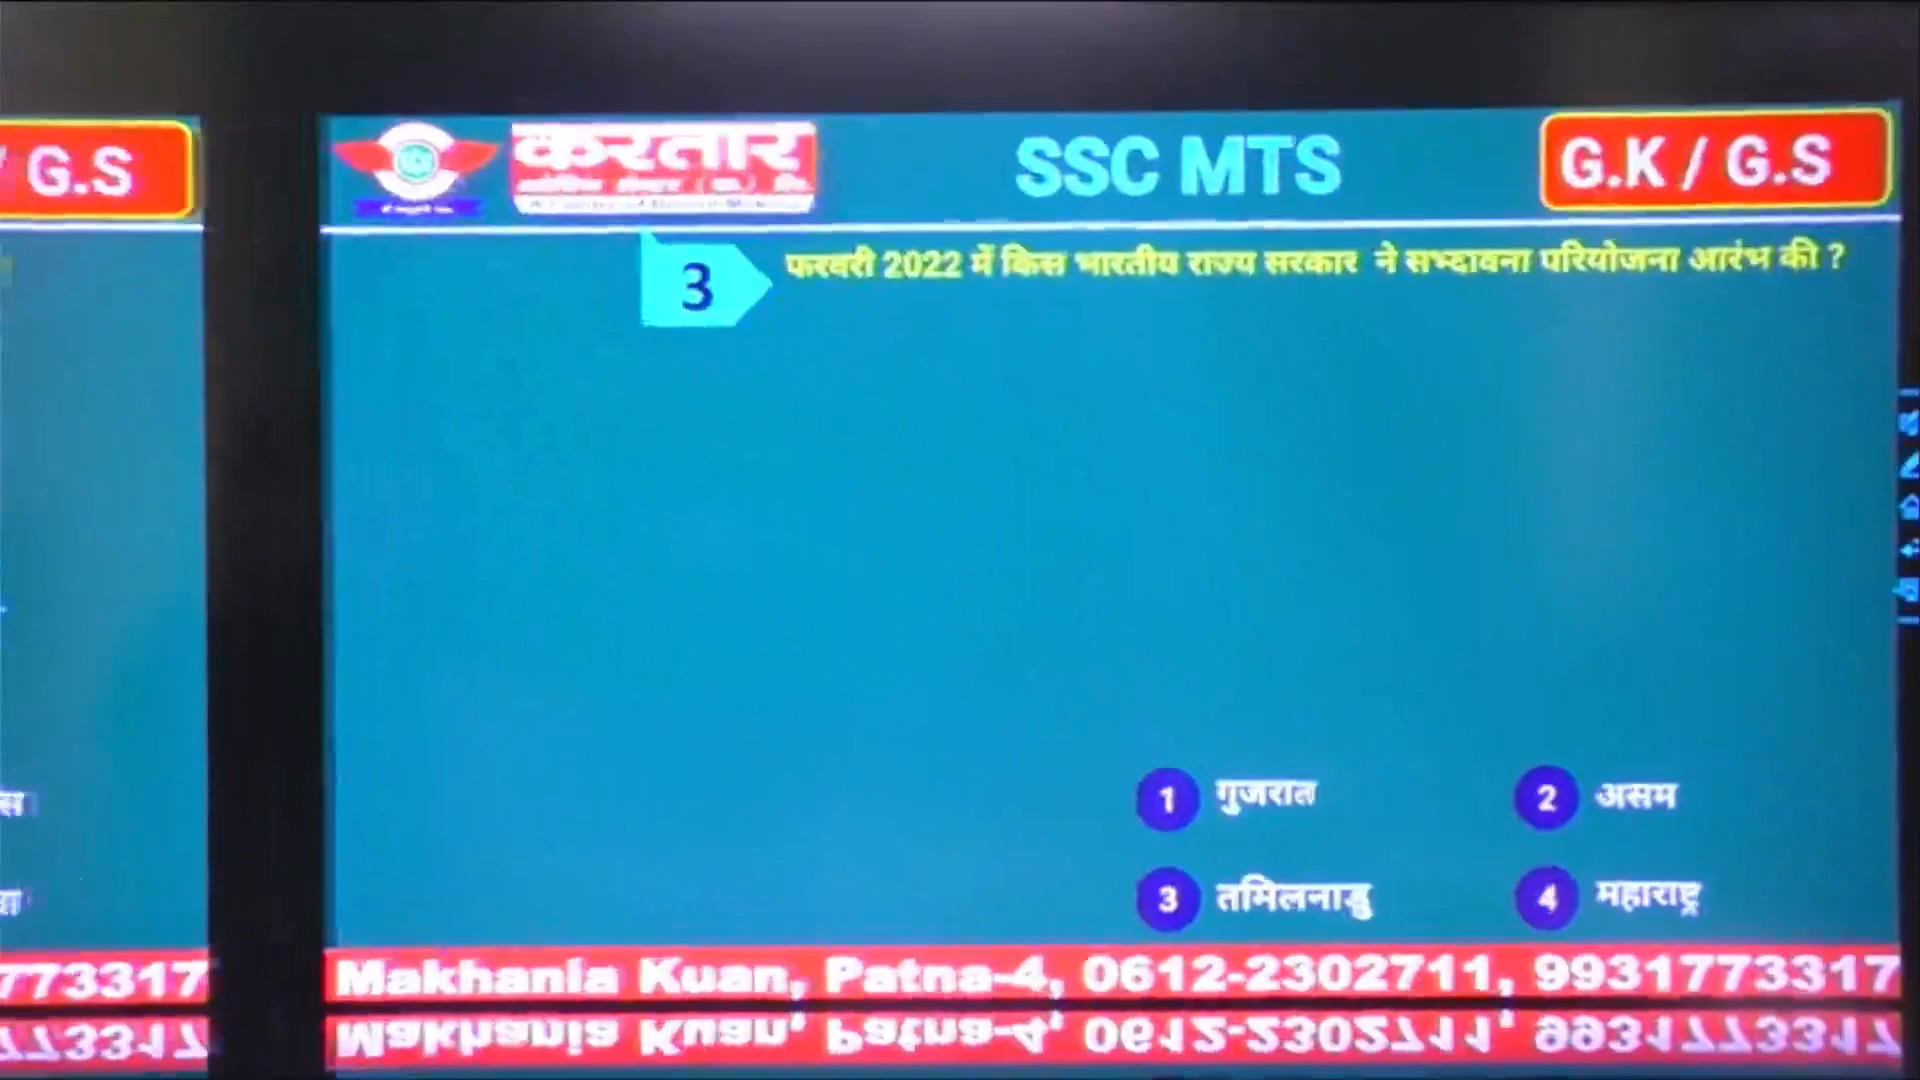 / G.S
करतार
SSC MTS
G.K / G.S
3
फरवरी 2022 में किस भारतीय राज्य सरकार ने सभ्दावना परियोजना आरंभ की ?
1 गुजरात
2 असम
3 तमिलनाडु
4 महाराष्ट्र
773317
Makhania Kuan, Patna-4, 0612-2302711, 9931773317